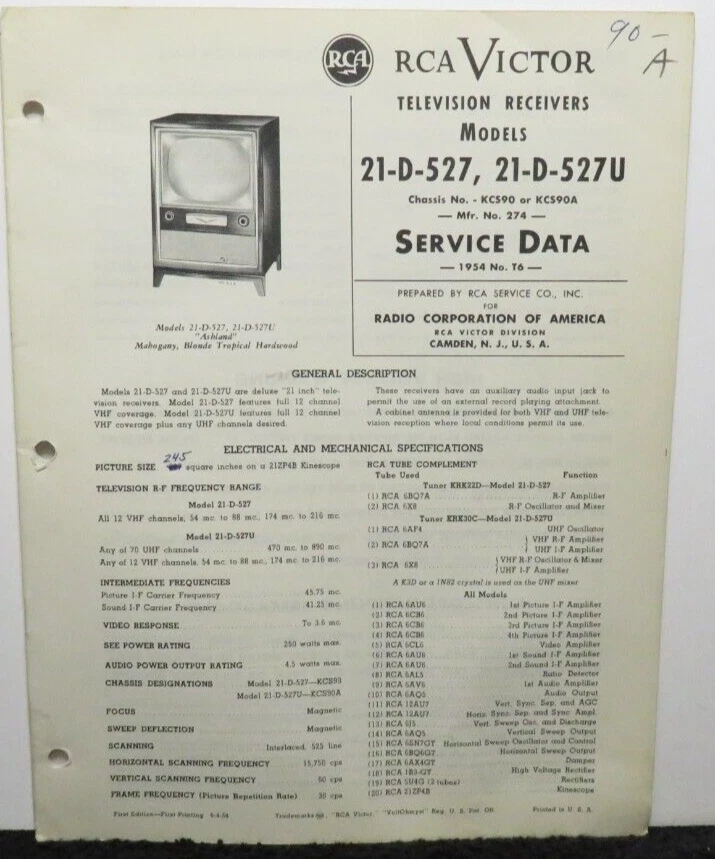 90-
A
RCA
RCA VICTOR
TELEVISION RECEIVERS
MODELS
21-D-527, 21-D-527U
Chassis No. - KCS90 or KCS90A
— Mfr. No. 274 —
SERVICE DATA
— 1954 No. T6 —
PREPARED BY RCA SERVICE CO., INC.
FOR
RADIO CORPORATION OF AMERICA
RCA VICTOR DIVISION
CAMDEN, N. J., U. S. A.
Models 21-D-527, 21-D-527U
"Ashland"
Mahogany, Blonde Tropical Hardwood
GENERAL DESCRIPTION
Models 21-D-527 and 21-D-527U are deluxe "21 inch" tele-
vision receivers. Model 21-D-527 features full 12 channel
VHF coverage. Model 21-D-527U features full 12 channel
VHF coverage plus any UHF channels desired.
These receivers have an auxiliary audio input jack to
permit the use of an external record playing attachment.
A cabinet antenna is provided for both VHF and UHF tele-
vision reception where local conditions permit its use.
ELECTRICAL AND MECHANICAL SPECIFICATIONS
PICTURE SIZE 245 square inches on a 21ZP4B Kinescope
TELEVISION R-F FREQUENCY RANGE
Model 21-D-527
All 12 VHF channels, 54 mc. to 88 mc., 174 mc. to 216 mc.
Model 21-D-527U
Any of 70 UHF channels 470 mc. to 890 mc.
Any of 12 VHF channels, 54 mc. to 88 mc., 174 mc. to 216 mc.
INTERMEDIATE FREQUENCIES
Picture I-F Carrier Frequency 45.75 mc.
Sound I-F Carrier Frequency 41.25 mc.
VIDEO RESPONSE To 3.6 mc.
SEE POWER RATING 250 watts max.
AUDIO POWER OUTPUT RATING 4.5 watts max.
CHASSIS DESIGNATIONS Model 21-D-527—KCS90
Model 21-D-527U—KCS90A
FOCUS Magnetic
SWEEP DEFLECTION Magnetic
SCANNING Interlaced, 525 line
HORIZONTAL SCANNING FREQUENCY 15,750 cps
VERTICAL SCANNING FREQUENCY 60 cps
FRAME FREQUENCY (Picture Repetition Rate) 30 cps
RCA TUBE COMPLEMENT
Tube Used Function
Tuner KRK22D—Model 21-D-527
(1) RCA 6BQ7A R-F Amplifier
(2) RCA 6X8 R-F Oscillator and Mixer
Tuner KRK30C—Model 21-D-527U
(1) RCA 6AF4 UHF Oscillator
(2) RCA 6BQ7A { VHF R-F Amplifier
{ UHF I-F Amplifier
(3) RCA 6X8 { VHF R-F Oscillator & Mixer
{ UHF I-F Amplifier
A K3D or a 1N82 crystal is used as the UHF mixer
All Models
(1) RCA 6AU6 1st Picture I-F Amplifier
(2) RCA 6CB6 2nd Picture I-F Amplifier
(3) RCA 6CB6 3rd Picture I-F Amplifier
(4) RCA 6CB6 4th Picture I-F Amplifier
(5) RCA 6CL6 Video Amplifier
(6) RCA 6AU6 1st Sound I-F Amplifier
(7) RCA 6AU6 2nd Sound I-F Amplifier
(8) RCA 6AL5 Ratio Detector
(9) RCA 6AV6 1st Audio Amplifier
(10) RCA 6AQ5 Audio Output
(11) RCA 12AU7 Vert. Sync. Sep. and AGC
(12) RCA 12AU7 Horiz. Sync. Sep. and Sync Ampl.
(13) RCA 6J5 Vert. Sweep Osc. and Discharge
(14) RCA 6AQ5 Vertical Sweep Output
(15) RCA 6SN7GT Horizontal Sweep Oscillator and Control
(16) RCA 6BQ6GT Horizontal Sweep Output
(17) RCA 6AX4GT Damper
(18) RCA 1B3-GT High Voltage Rectifier
(19) RCA 5U4G (2 tubes) Rectifiers
(20) RCA 21ZP4B Kinescope
First Edition—First Printing 6-4-54
Trademarks RCA, "RCA Victor," "VoltOhmyst" Reg. U. S. Pat. Off.
Printed in U. S. A.